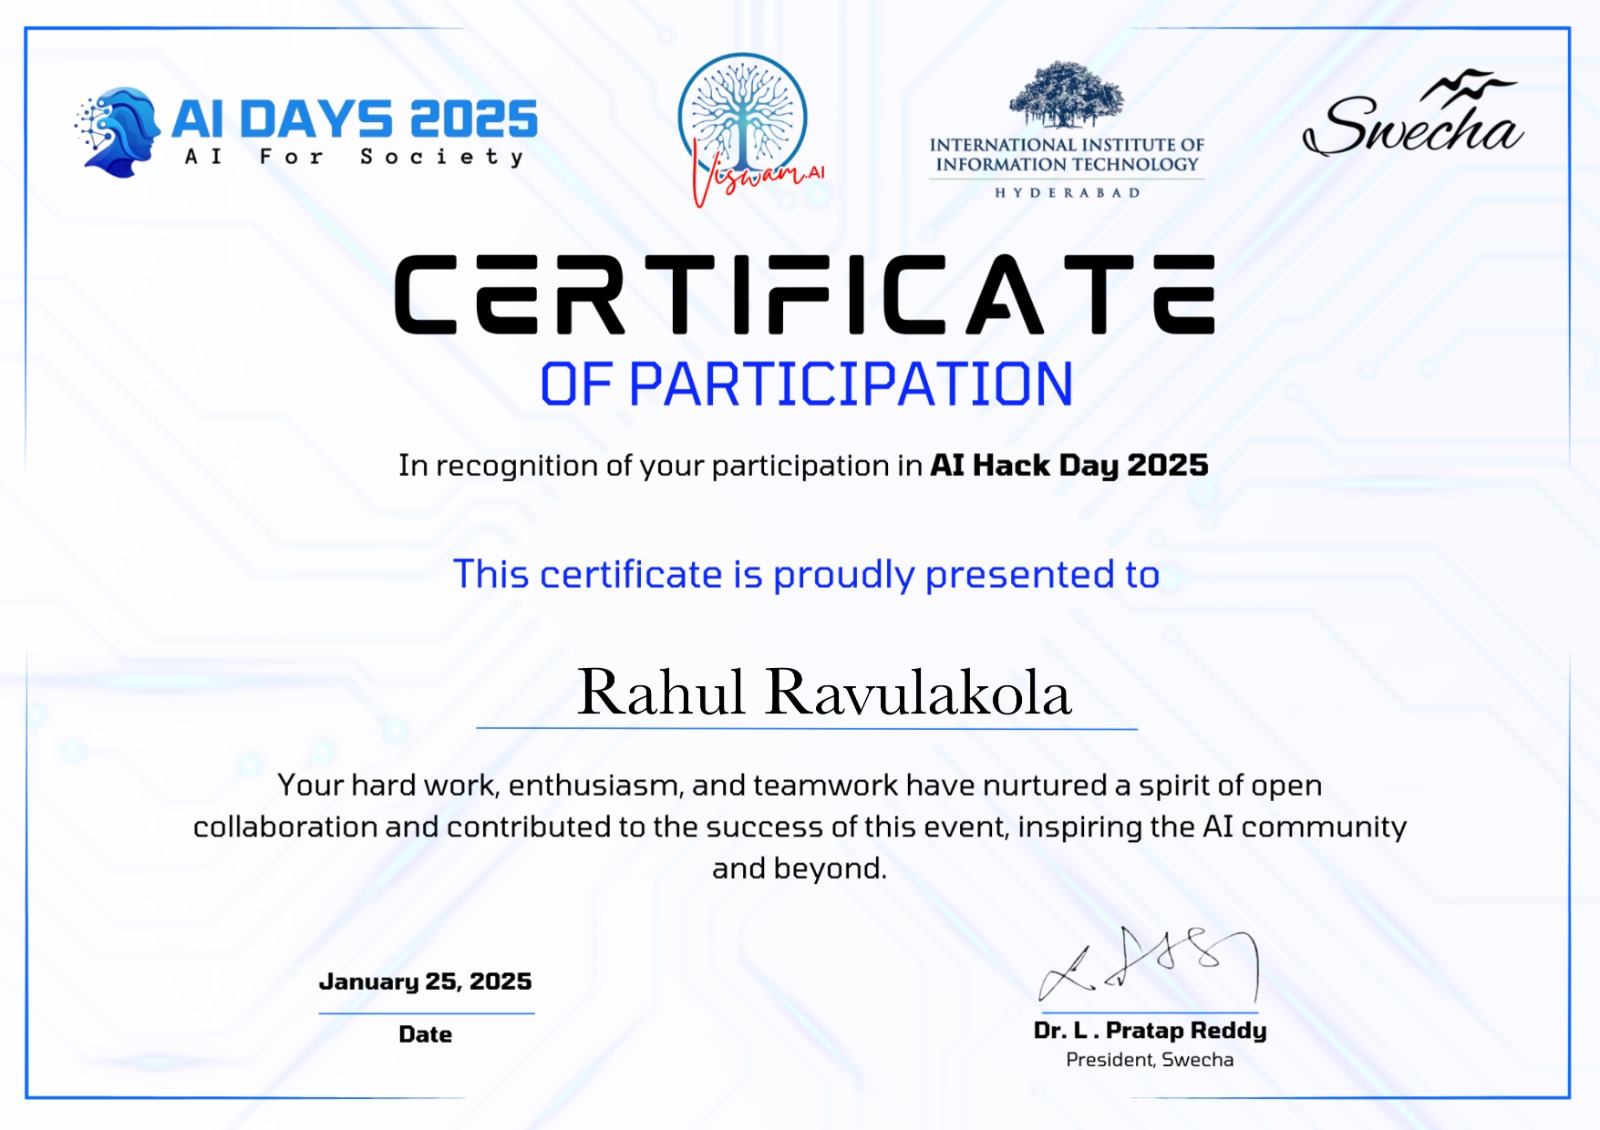 AI DAYS 2025
AI For Society
Viswam.AI
INTERNATIONAL INSTITUTE OF
INFORMATION TECHNOLOGY
HYDERABAD
Swecha
CERTIFICATE
OF PARTICIPATION
In recognition of your participation in AI Hack Day 2025
This certificate is proudly presented to
Rahul Ravulakola
Your hard work, enthusiasm, and teamwork have nurtured a spirit of open
collaboration and contributed to the success of this event, inspiring the AI community
and beyond.
January 25, 2025
Date
Dr. L . Pratap Reddy
President, Swecha